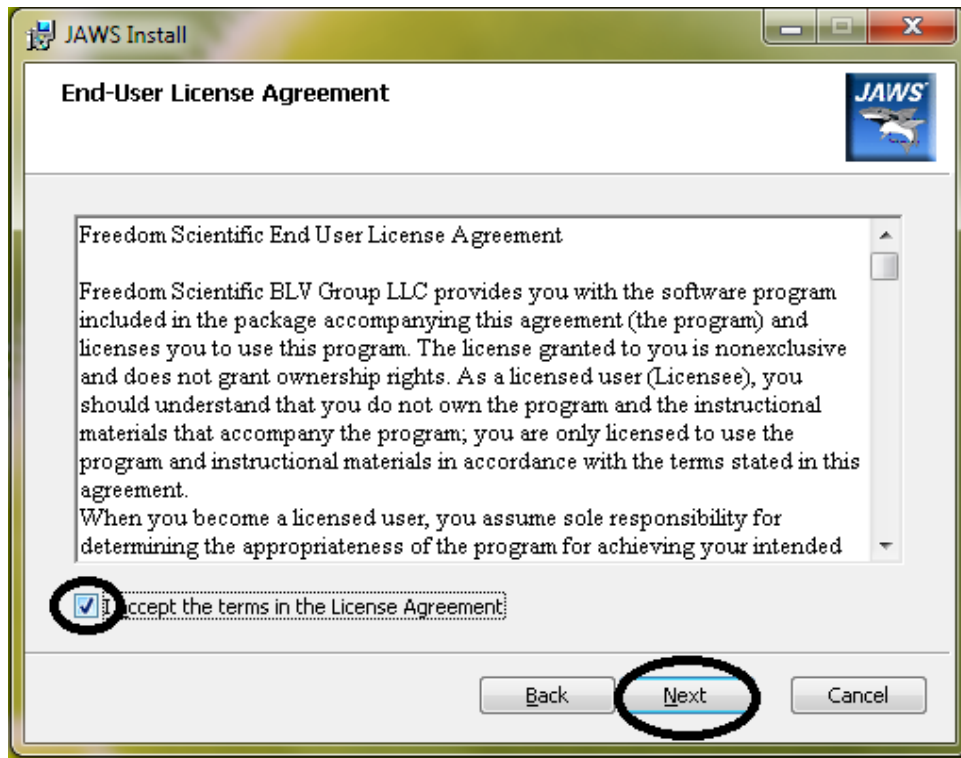 JAWS Install
End-User License Agreement
JAWS
Freedom Scientific End User License Agreement
Freedom Scientific BLV Group LLC provides you with the software program
included in the package accompanying this agreement (the program) and
licenses you to use this program. The license granted to you is nonexclusive
and does not grant ownership rights. As a licensed user (Licensee), you
should understand that you do not own the program and the instructional
materials that accompany the program; you are only licensed to use the
program and instructional materials in accordance with the terms stated in this
agreement.
When you become a licensed user, you assume sole responsibility for
determining the appropriateness of the program for achieving your intended
I accept the terms in the License Agreement
Back Next Cancel